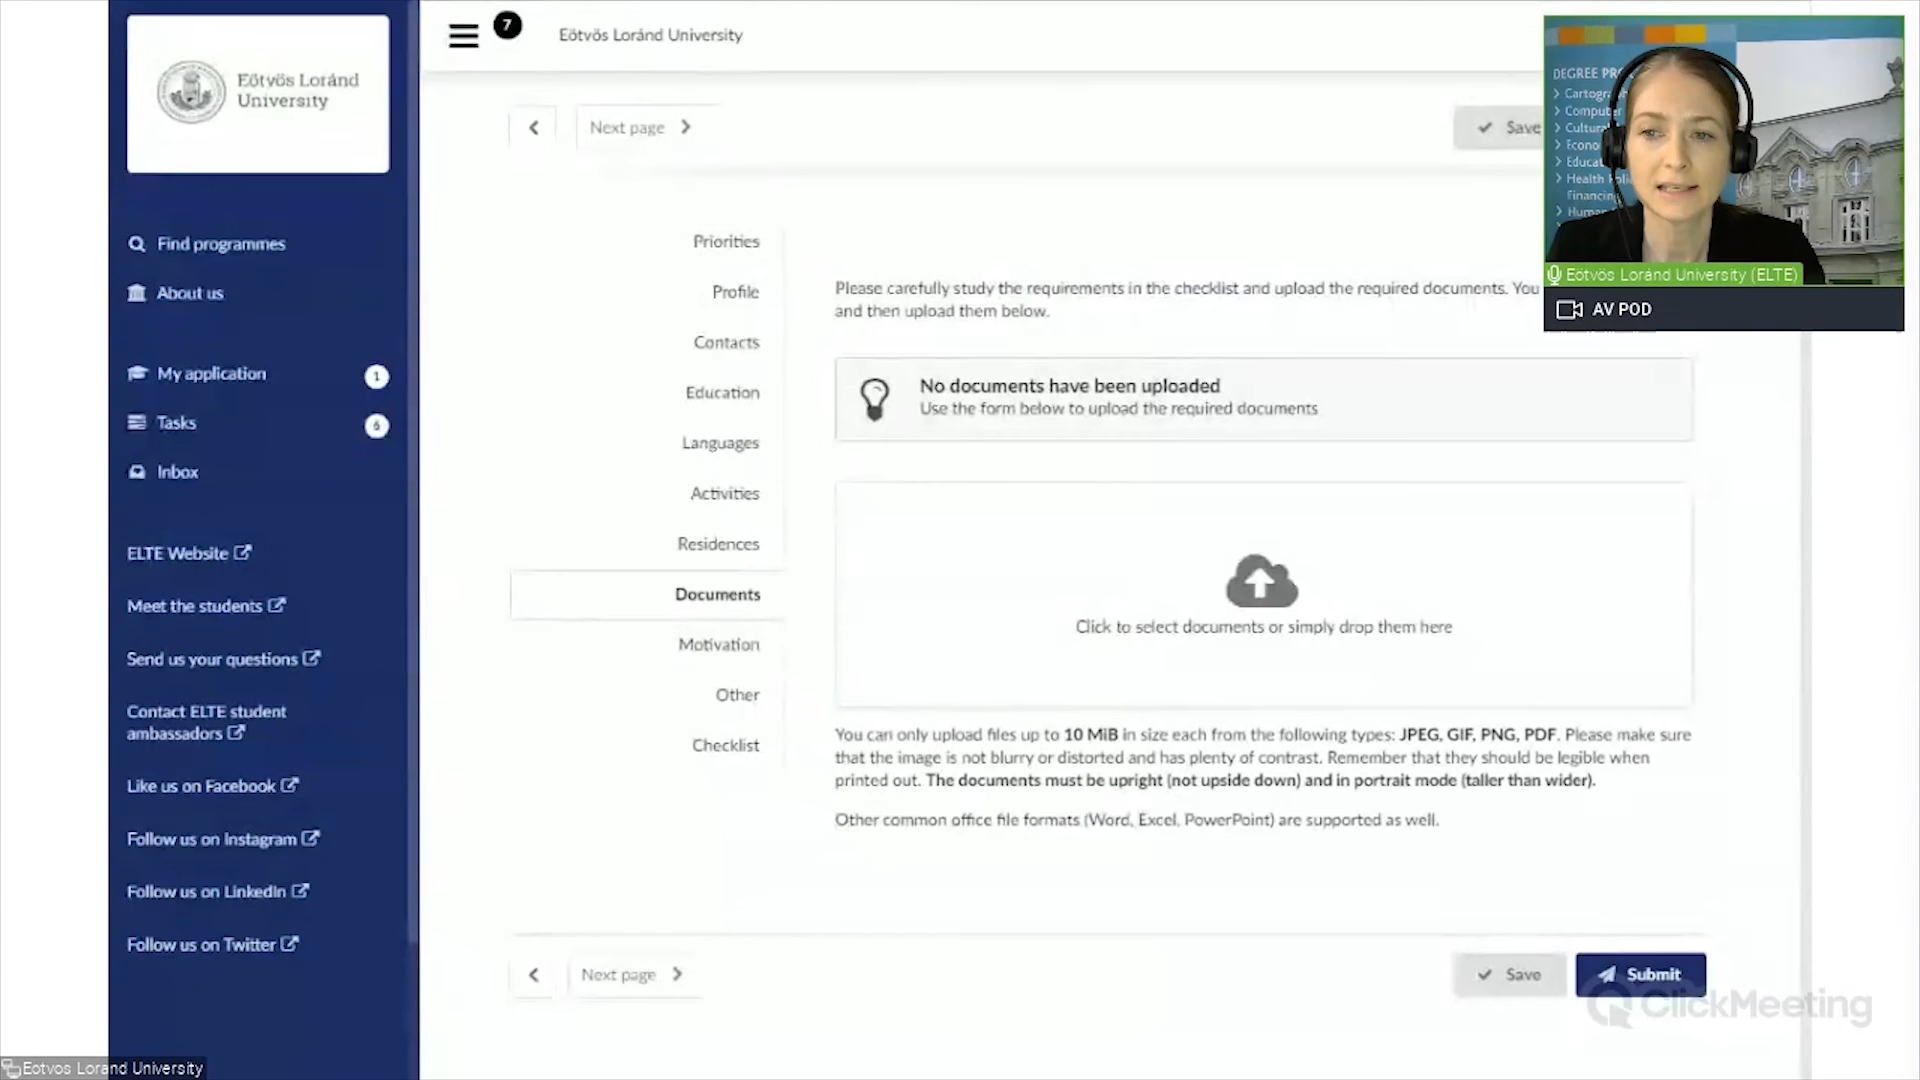 Eötvös Loránd
University
Find programmes
About us
My application
1
Tasks
6
Inbox
ELTE Website
Meet the students
Send us your questions
Contact ELTE student
ambassadors
Like us on Facebook
Follow us on Instagram
Follow us on LinkedIn
Follow us on Twitter
Eotvos Lorand University
7
Eötvös Loránd University
Next page
Save
Priorities
Profile
Contacts
Education
Languages
Activities
Residences
Documents
Motivation
Other
Checklist
Please carefully study the requirements in the checklist and upload the required documents. You
and then upload them below.
No documents have been uploaded
Use the form below to upload the required documents
Click to select documents or simply drop them here
You can only upload files up to 10 MiB in size each from the following types: JPEG, GIF, PNG, PDF. Please make sure
that the image is not blurry or distorted and has plenty of contrast. Remember that they should be legible when
printed out. The documents must be upright (not upside down) and in portrait mode (taller than wider).
Other common office file formats (Word, Excel, PowerPoint) are supported as well.
Next page
Save
Submit
ClickMeeting
DEGREE
Health
Financing
Eötvös Loránd University (ELTE)
AV POD